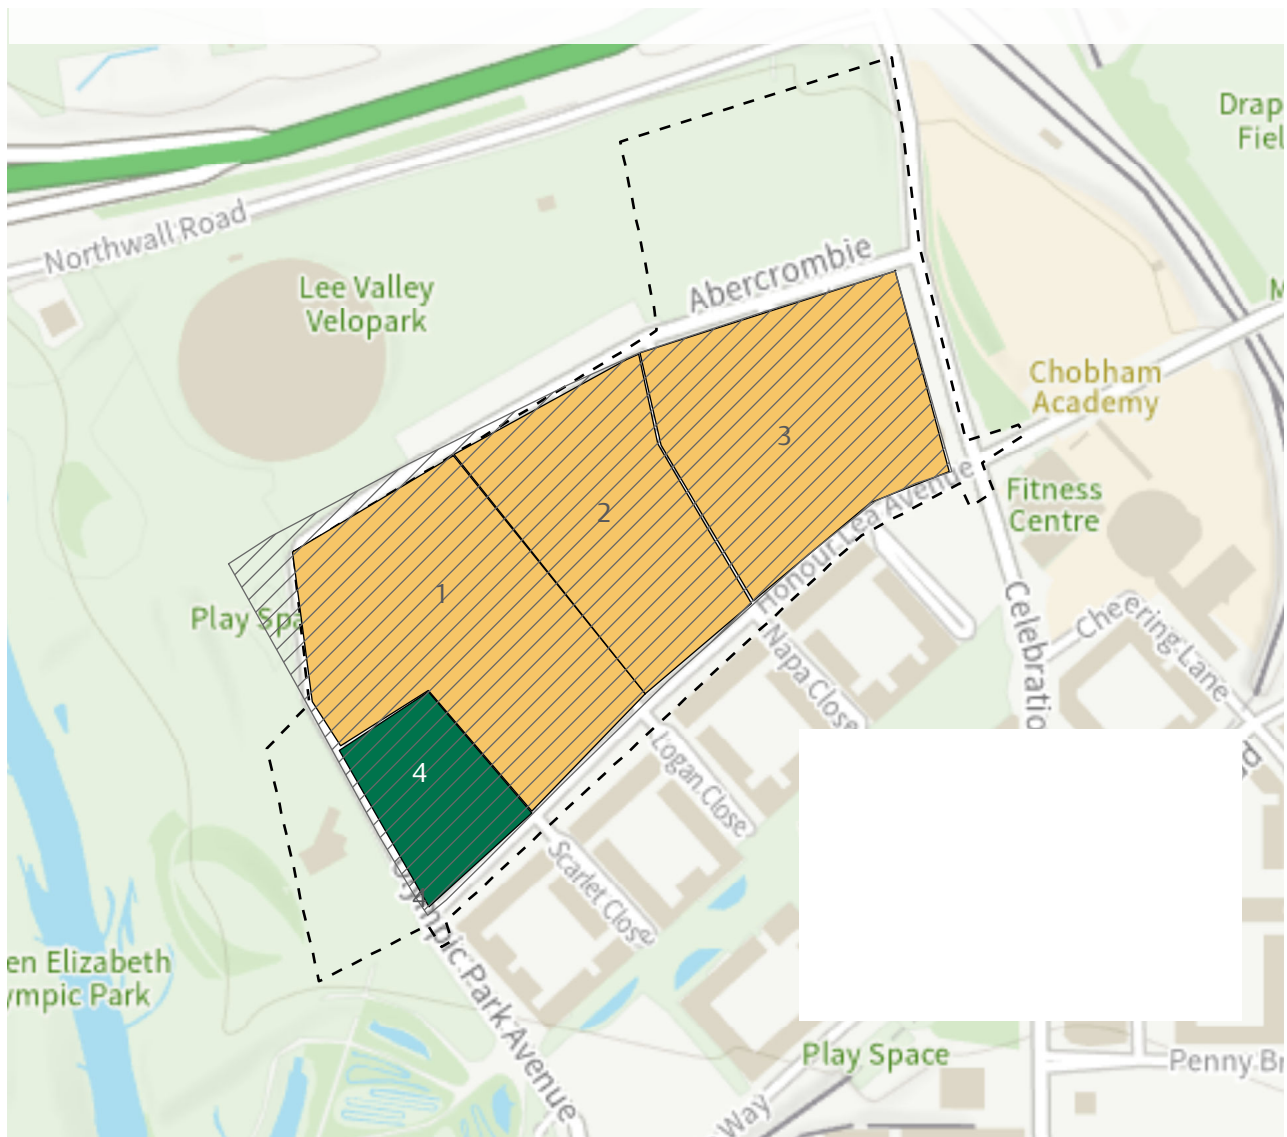 Drap
Fiel
Northwall Road
Abercrombie
Lee Valley
Velopark
M
Chobham
Academy
3
Honour Lea Avenue
Fitness
Centre
2
1
Play Spa
Cheering Lane
Celebratio
Napa Close
Logan Close
4
Scarlet Close
en Elizabeth
ympic Park
Olympic Park Avenue
Play Space
Penny Br
Way